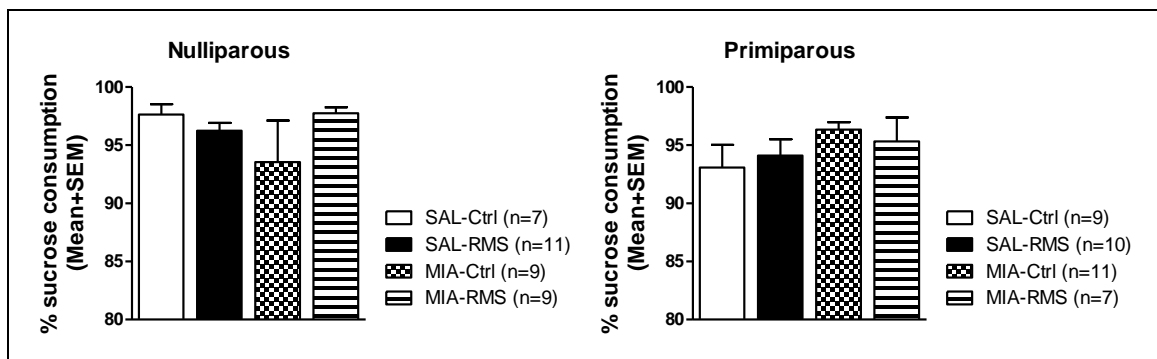 Nulliparous
% sucrose consumption
(Mean+SEM)
100
95
90
85
80
SAL-Ctrl (n=7)
SAL-RMS (n=11)
MIA-Ctrl (n=9)
MIA-RMS (n=9)
Primiparous
% sucrose consumption
(Mean+SEM)
100
95
90
85
80
SAL-Ctrl (n=9)
SAL-RMS (n=10)
MIA-Ctrl (n=11)
MIA-RMS (n=7)